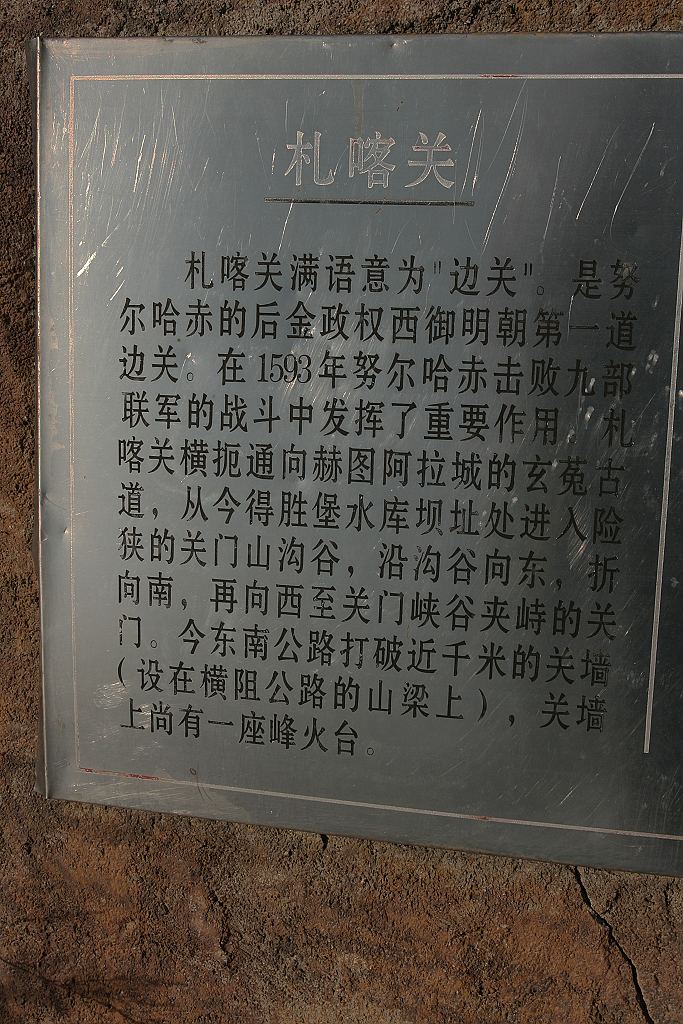 札喀关
札喀关满语意为"边关"。是努
尔哈赤的后金政权西御明朝第一道
边关。在1593年努尔哈赤击败九部
联军的战斗中发挥了重要作用。札
喀关横扼通向赫图阿拉城的玄菟古
道，从今得胜堡水库坝址处进入险
狭的关门山沟谷，沿沟谷向东，折
向南，再向西至关门峡谷夹峙的关
门。今东南公路打破近千米的关墙
(设在横阻公路的山梁上)，关墙
上尚有一座峰火台。